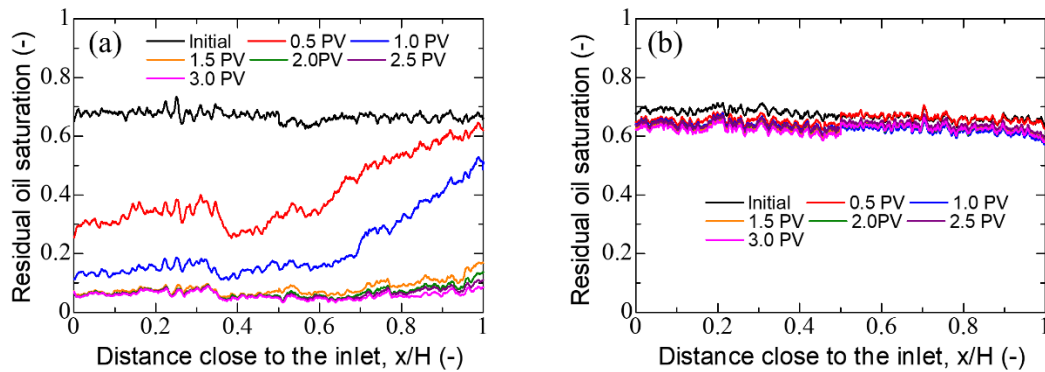 (a)
Initial 0.5 PV 1.0 PV
1.5 PV 2.0PV 2.5 PV
3.0 PV
Residual oil saturation (-)
1
0.8
0.6
0.4
0.2
0
0 0.2 0.4 0.6 0.8 1
Distance close to the inlet, x/H (-)
(b)
Residual oil saturation (-)
1
0.8
0.6
0.4
0.2
0
Initial 0.5 PV 1.0 PV
1.5 PV 2.0PV 2.5 PV
3.0 PV
0 0.2 0.4 0.6 0.8 1
Distance close to the inlet, x/H (-)